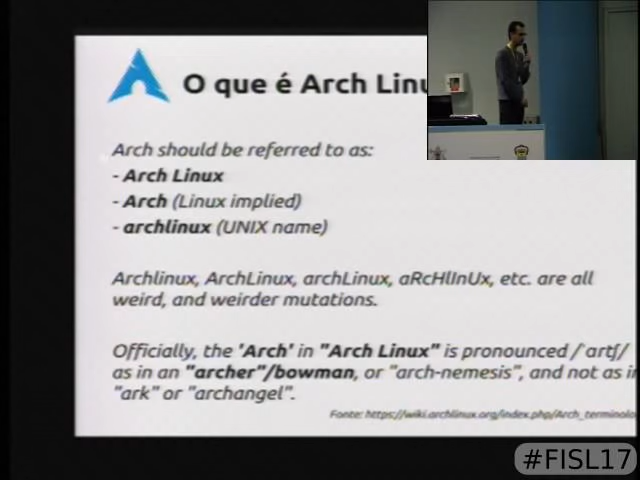 O que é Arch Linu
Arch should be referred to as:
- Arch Linux
- Arch (Linux implied)
- archlinux (UNIX name)
Archlinux, ArchLinux, archLinux, aRcHlInUx, etc. are all
weird, and weirder mutations.
Officially, the 'Arch' in "Arch Linux" is pronounced /ˈɑrtʃ/
as in an "archer"/bowman, or "arch-nemesis", and not as in
"ark" or "archangel".
Fonte: https://wiki.archlinux.org/index.php/Arch_terminolo
#FISL17